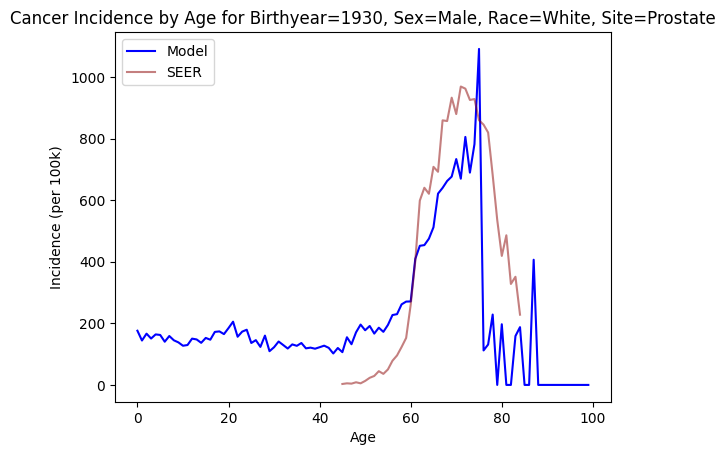 Cancer Incidence by Age for Birthyear=1930, Sex=Male, Race=White, Site=Prostate
Model
SEER
Incidence (per 100k)
1000
800
600
400
200
0
0 20 40 60 80 100
Age